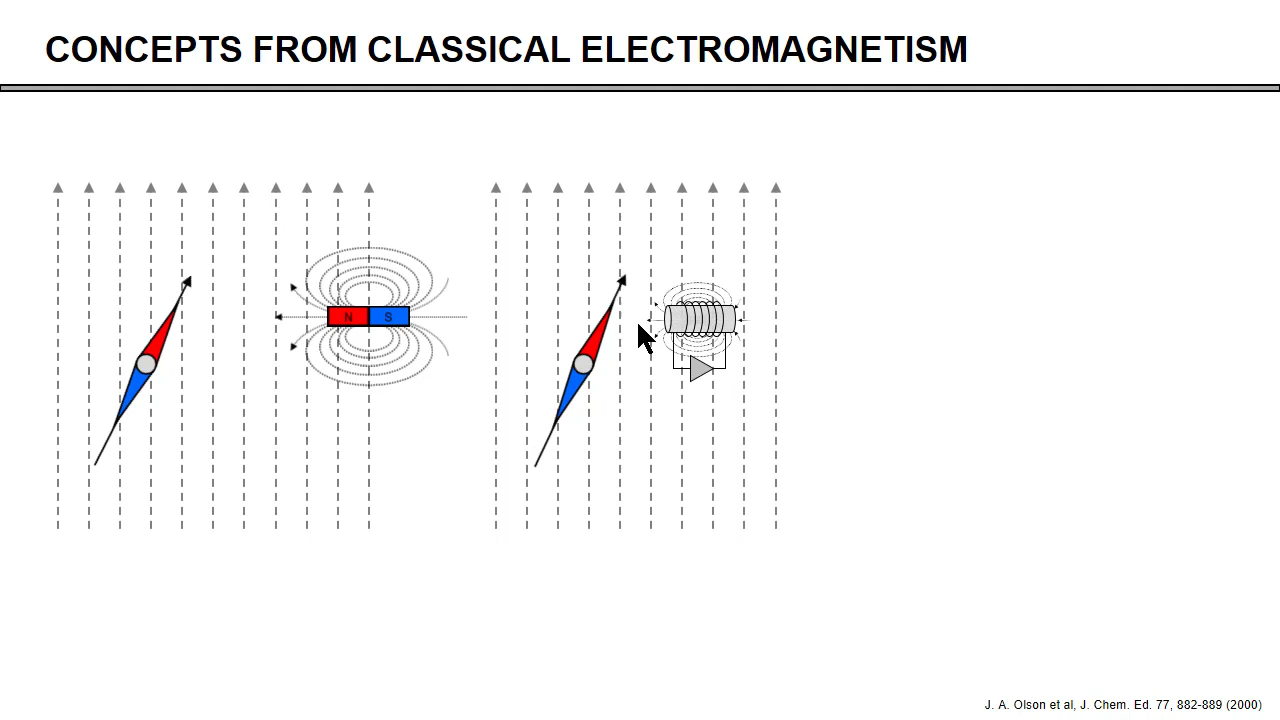 CONCEPTS FROM CLASSICAL ELECTROMAGNETISM
N S
J. A. Olson et al, J. Chem. Ed. 77, 882-889 (2000)